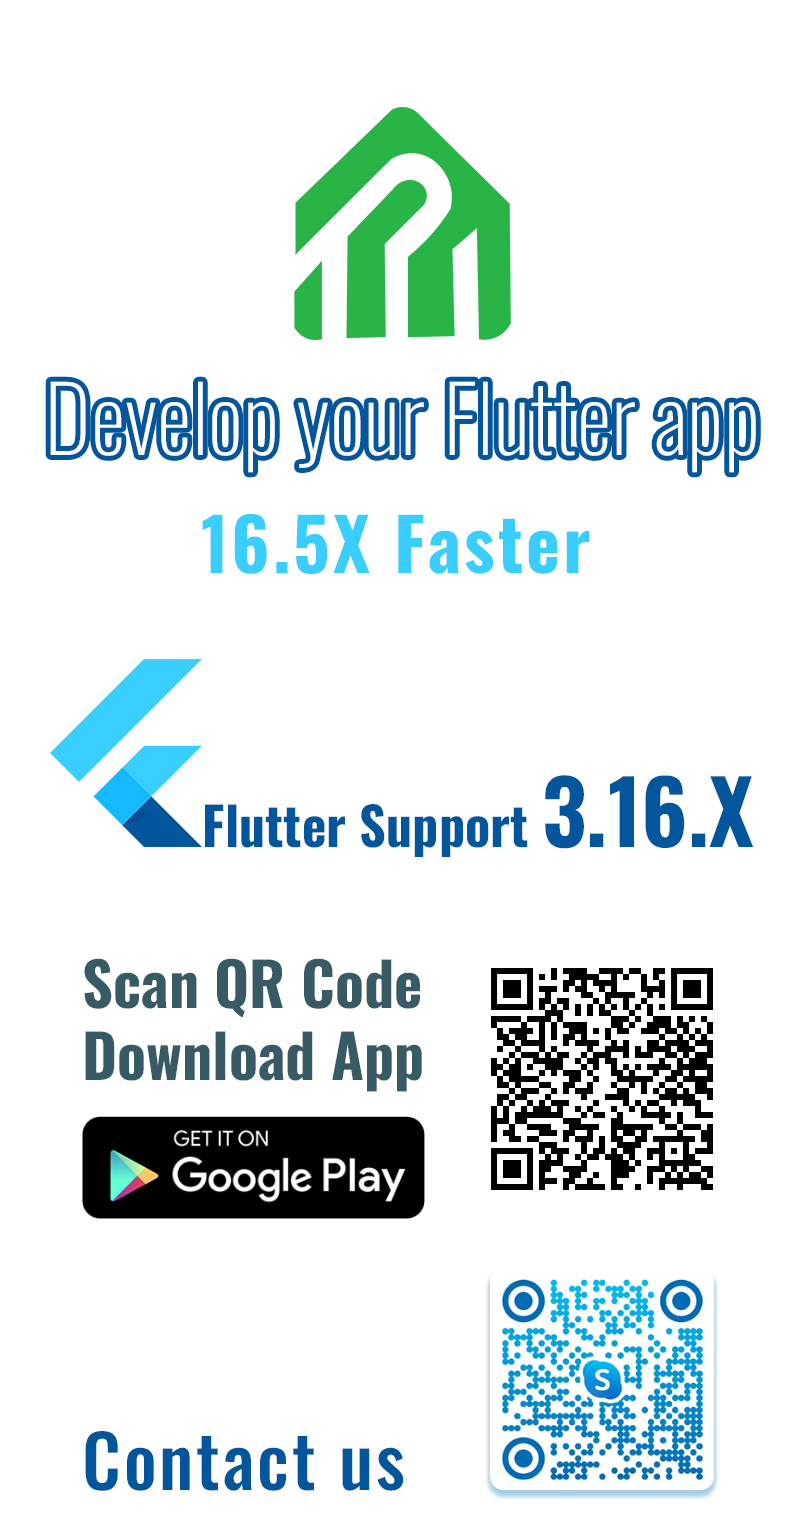 Develop your Flutter app
16.5X Faster
Flutter Support 3.16.X
Scan QR Code
Download App
GET IT ON
Google Play
S
Contact us